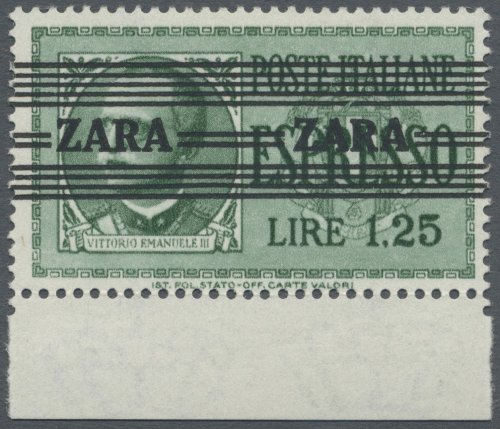 POSTE ITALIANE
ZARA ZARA
ESPRESSO
VITTORIO EMANUELE III
LIRE 1,25
IST. POL. STATO-OFF. CARTE VALORI